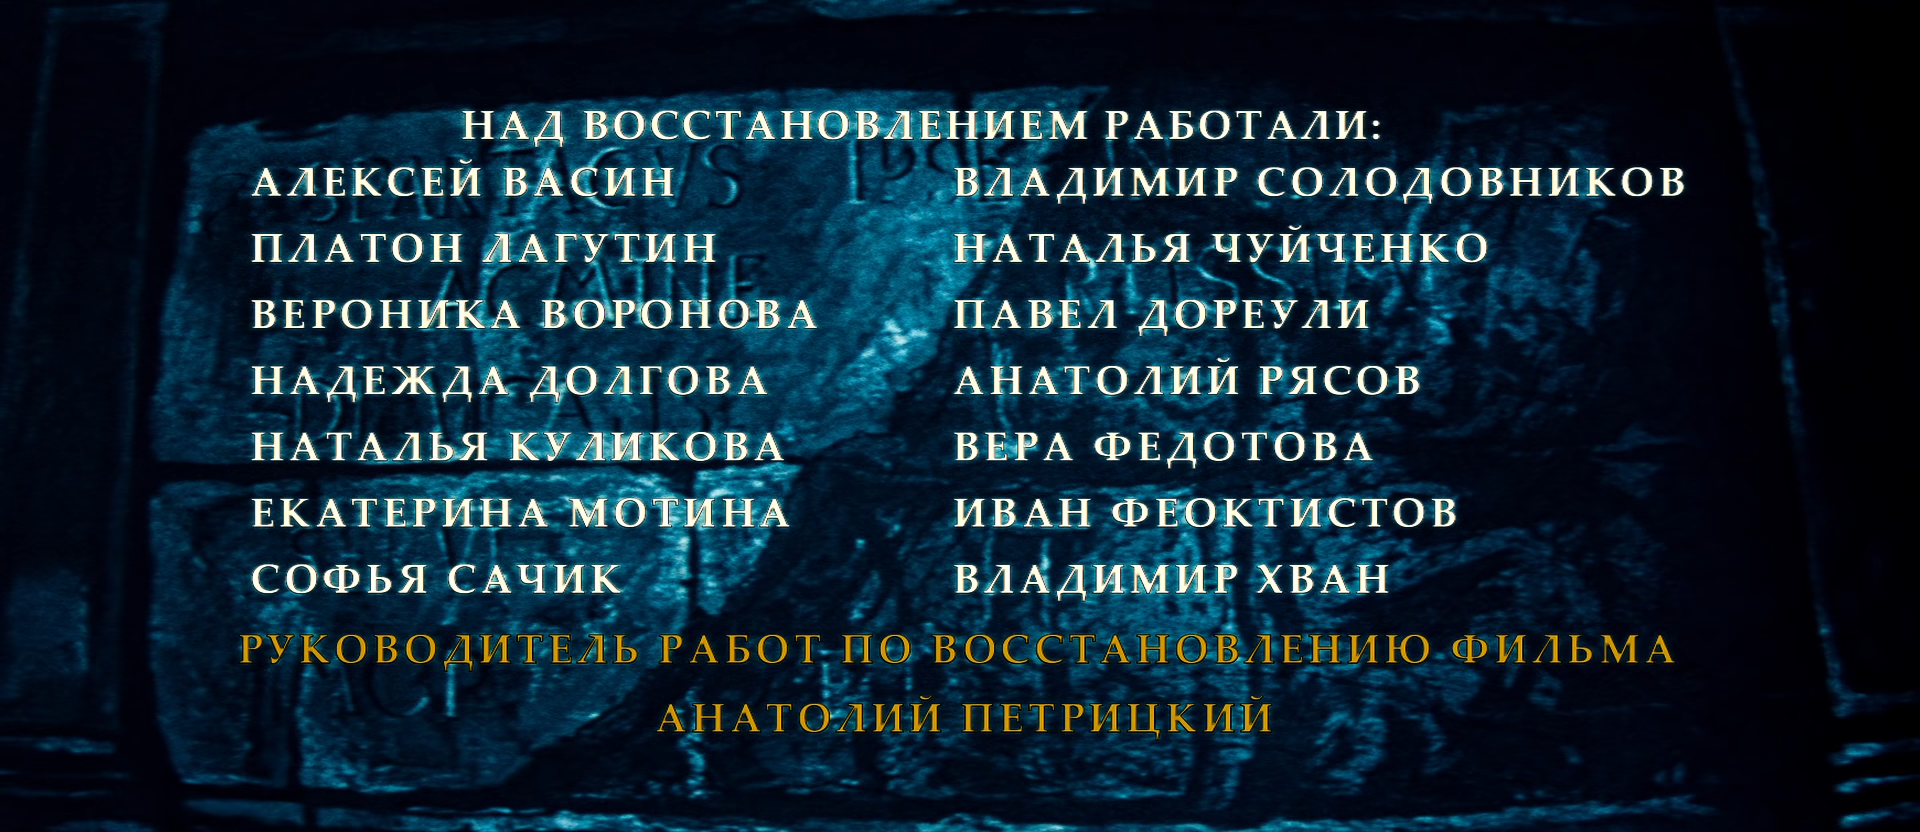 НАД ВОССТАНОВЛЕНИЕМ РАБОТАЛИ:
АЛЕКСЕЙ ВАСИН
ПЛАТОН ЛАГУТИН
ВЕРОНИКА ВОРОНОВА
НАДЕЖДА ДОЛГОВА
НАТАЛЬЯ КУЛИКОВА
ЕКАТЕРИНА МОТИНА
СОФЬЯ САЧИК
ВЛАДИМИР СОЛОДОВНИКОВ
НАТАЛЬЯ ЧУЙЧЕНКО
ПАВЕЛ ДОРЕУЛИ
АНАТОЛИЙ РЯСОВ
ВЕРА ФЕДОТОВА
ИВАН ФЕОКТИСТОВ
ВЛАДИМИР ХВАН
РУКОВОДИТЕЛЬ РАБОТ ПО ВОССТАНОВЛЕНИЮ ФИЛЬМА
АНАТОЛИЙ ПЕТРИЦКИЙ
SPARTACVS